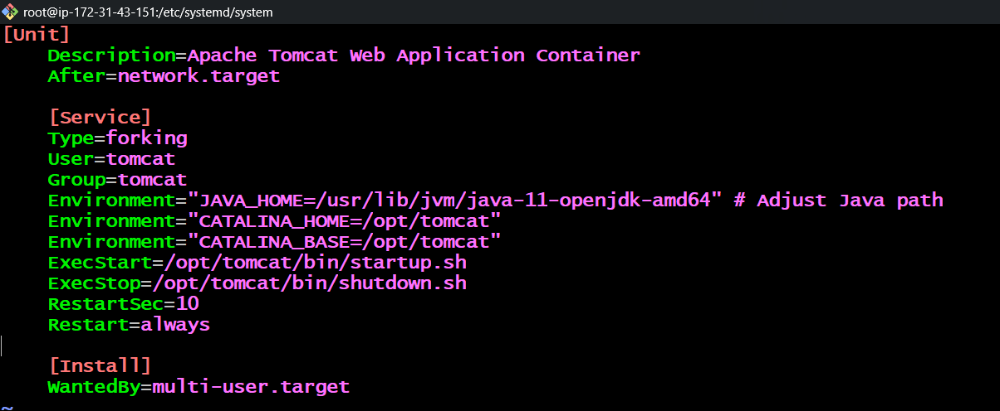 root@ip-172-31-43-151:/etc/systemd/system
[Unit]
Description=Apache Tomcat Web Application Container
After=network.target
[Service]
Type=forking
User=tomcat
Group=tomcat
Environment="JAVA_HOME=/usr/lib/jvm/java-11-openjdk-amd64" # Adjust Java path
Environment="CATALINA_HOME=/opt/tomcat"
Environment="CATALINA_BASE=/opt/tomcat"
ExecStart=/opt/tomcat/bin/startup.sh
ExecStop=/opt/tomcat/bin/shutdown.sh
RestartSec=10
Restart=always
[Install]
WantedBy=multi-user.target
~